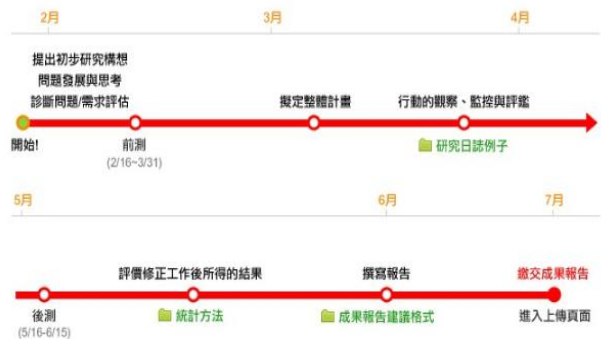 2月
3月
4月
提出初步研究構想
問題發展與思考
診斷問題/需求評估
擬定整體計畫
行動的觀察、監控與評鑑
開始!
前測
(2/16~3/31)
研究日誌例子
5月
6月
7月
評價修正工作後所得的結果
撰寫報告
繳交成果報告
後測
(5/16-6/15)
統計方法
成果報告建議格式
進入上傳頁面